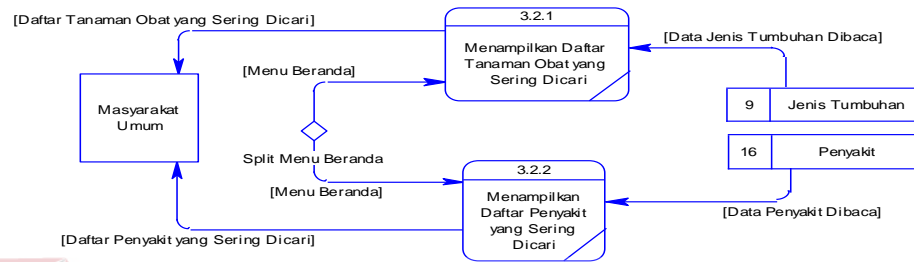 [Daftar Tanaman Obat yang Sering Dicari]
3.2.1
Menampilkan Daftar
Tanaman Obat yang
Sering Dicari
[Data Jenis Tumbuhan Dibaca]
[Menu Beranda]
Masyarakat
Umum
9 Jenis Tumbuhan
16 Penyakit
Split Menu Beranda
[Menu Beranda]
3.2.2
Menampilkan
Daftar Penyakit
yang Sering
Dicari
[Data Penyakit Dibaca]
[Daftar Penyakit yang Sering Dicari]